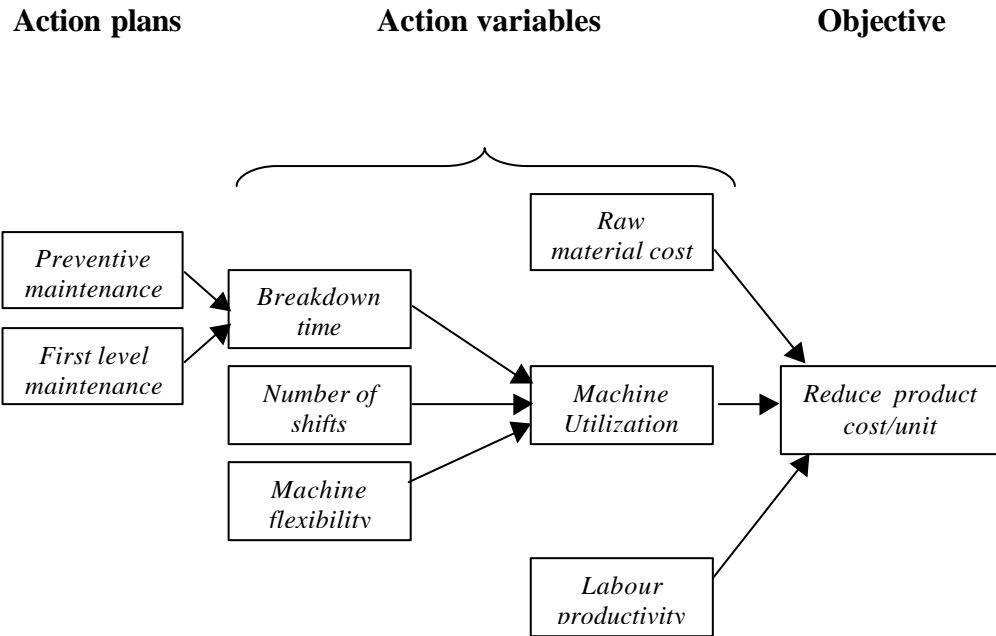 Action plans
Action variables
Objective
Raw
material cost
Preventive
maintenance
Breakdown
time
First level
maintenance
Number of
shifts
Machine
Utilization
Reduce product
cost/unit
Machine
flexibility
Labour
productivity